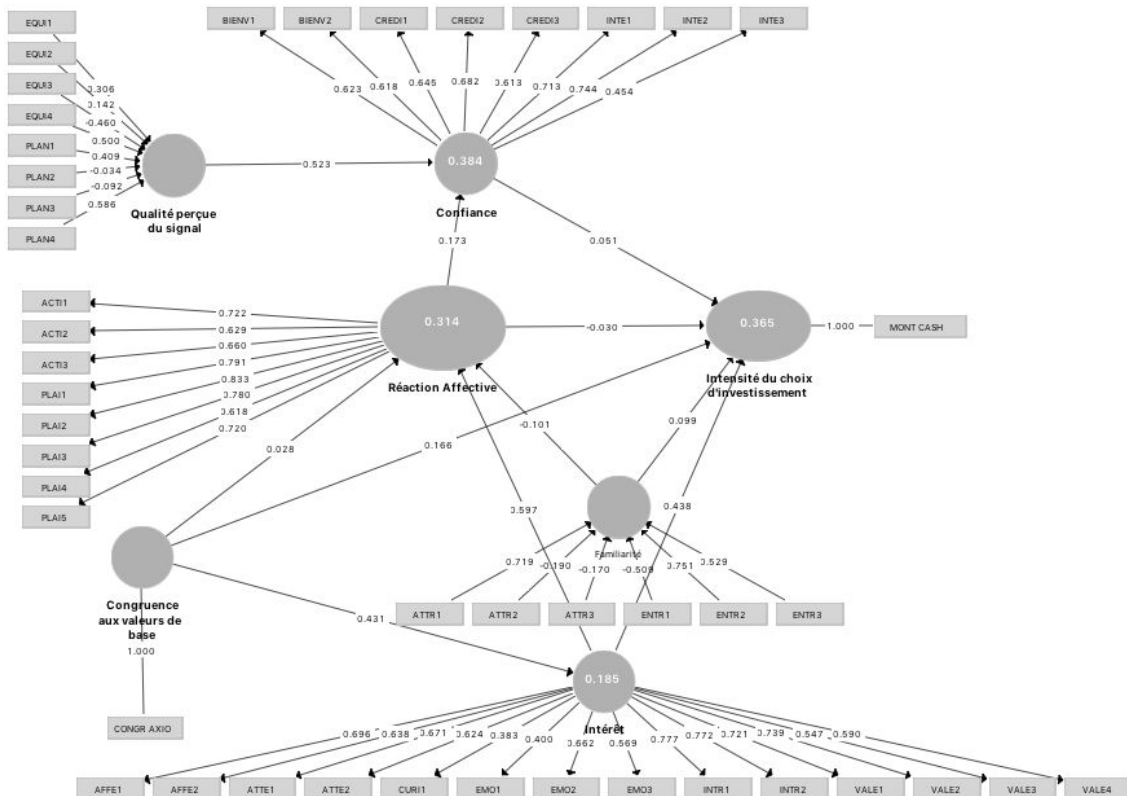 EQUI1
EQUI2
EQUI3
EQUI4
PLAN1
PLAN2
PLAN3
PLAN4
0.306
0.142
-0.460
0.500
0.409
-0.034
-0.092
0.586
Qualité perçue
du signal
0.523
BIENV1 BIENV2 CREDI1 CREDI2 CREDI3 INTE1 INTE2 INTE3
0.623 0.618 0.645 0.682 0.613 0.713 0.744 0.454
0.384
Confiance
0.173
0.051
ACTI1
ACTI2
ACTI3
PLAI1
PLAI2
PLAI3
PLAI4
PLAI5
0.722
0.629
0.660
0.791
0.833
0.780
0.618
0.720
0.314
Réaction Affective
-0.030
0.365
Intensité du choix
d'investissement
1.000
MONT CASH
0.028
0.166
-0.101
0.099
0.597
0.438
Familiarisé
0.719 -0.190 -0.170 -0.509 0.751 0.529
ATTR1 ATTR2 ATTR3 ENTR1 ENTR2 ENTR3
Congruence
aux valeurs de
base
1.000
CONGR AXIO
0.431
0.185
Intérêt
0.696 0.638 0.671 0.624 0.383 0.400 0.662 0.569 0.777 0.772 0.721 0.739 0.547 0.590
AFFE1 AFFE2 ATTE1 ATTE2 CURI1 EMO1 EMO2 EMO3 INTR1 INTR2 VALE1 VALE2 VALE3 VALE4